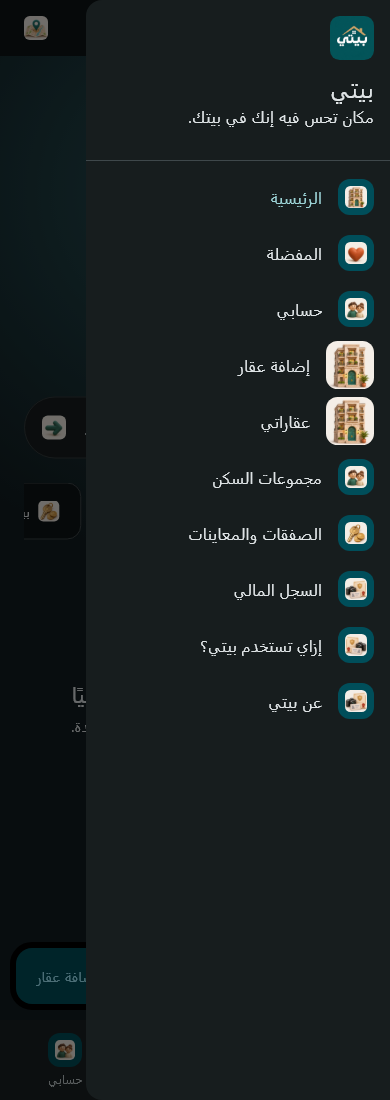 بيتي
بيتي
مكان تحس فيه إنك في بيتك.
الرئيسية
المفضلة
حسابي
إضافة عقار
عقاراتي
مجموعات السكن
الصفقات والمعاينات
السجل المالي
إزاي تستخدم بيتي؟
عن بيتي
عقار
حسابي